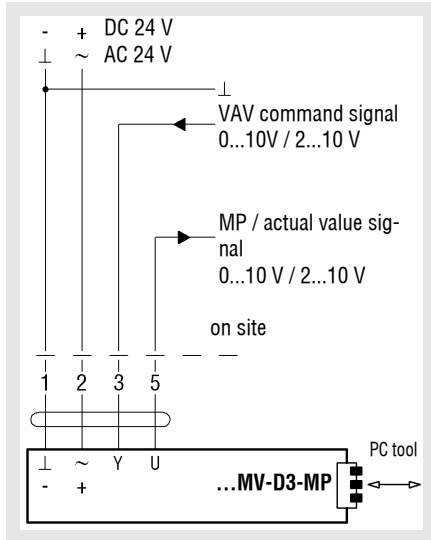 - + DC 24 V
⊥ ~ AC 24 V
⊥
VAV command signal
0...10V / 2...10 V
MP / actual value sig-
nal
0...10 V / 2...10 V
on site
1 2 3 5
⊥ ~ Y U
- +
...MV-D3-MP
PC tool